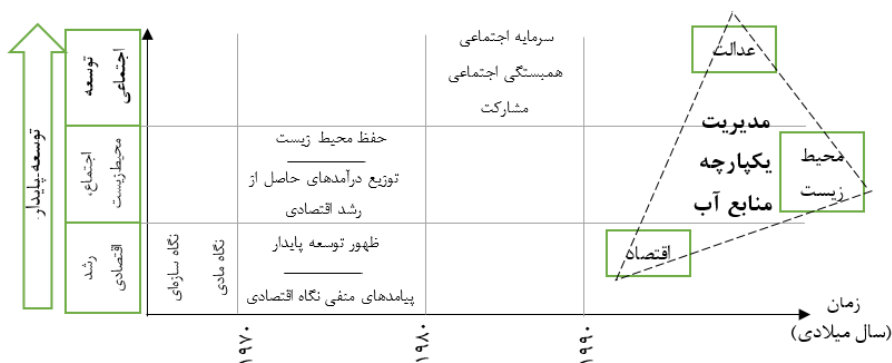 توسعه پایدار
توسعه
اجتماعی
اجتماع،
محیط‌زیست
رشد
اقتصادی
سرمایه اجتماعی
همبستگی اجتماعی
مشارکت
حفظ محیط زیست
توزیع درآمدهای حاصل از
رشد اقتصادی
نگاه سازه‌ای
نگاه مادی
ظهور توسعه پایدار
پیامدهای منفی نگاه اقتصادی
عدالت
مدیریت
یکپارچه
منابع آب
محیط
زیست
اقتصاد
۱۹۷۰
۱۹۸۰
۱۹۹۰
زمان
(سال میلادی)